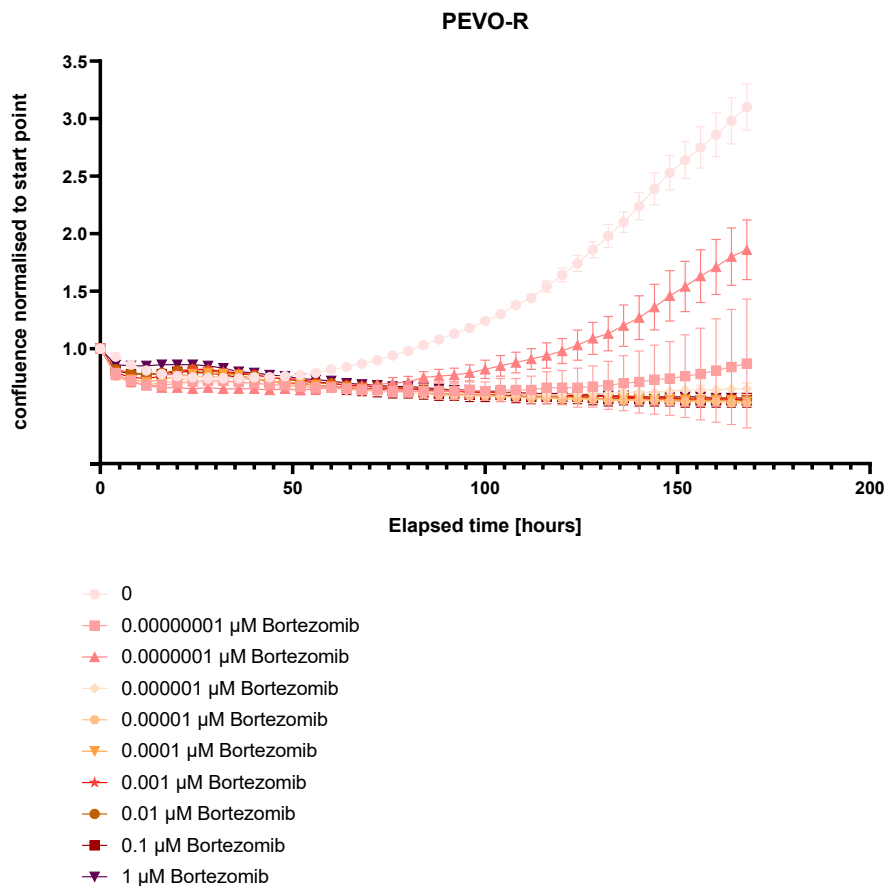 PEVO-R
confluence normalised to start point
3.5
3.0
2.5
2.0
1.5
1.0
0 50 100 150 200
Elapsed time [hours]
0
0.00000001 µM Bortezomib
0.0000001 µM Bortezomib
0.000001 µM Bortezomib
0.00001 µM Bortezomib
0.0001 µM Bortezomib
0.001 µM Bortezomib
0.01 µM Bortezomib
0.1 µM Bortezomib
1 µM Bortezomib